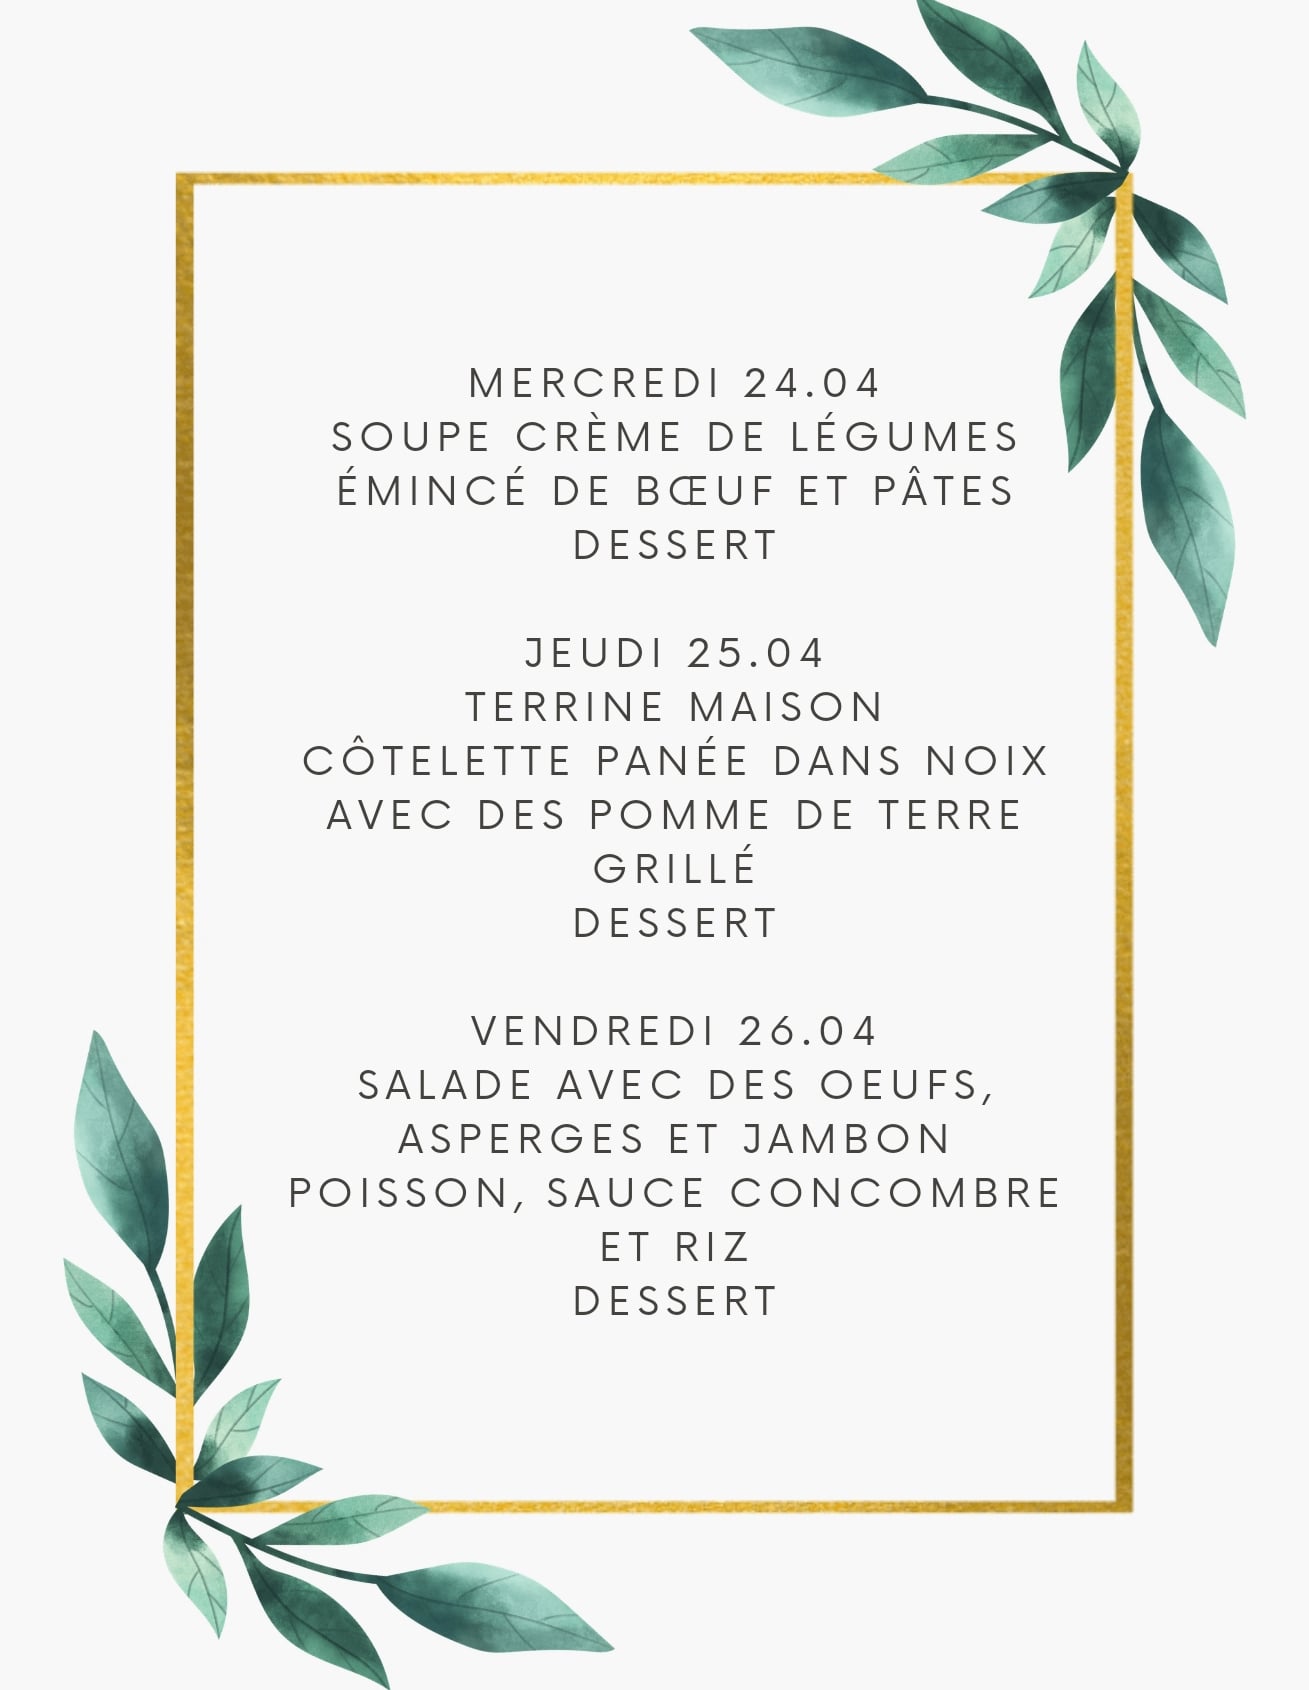 MERCREDI 24.04
SOUPE CRÈME DE LÉGUMES
ÉMINCÉ DE BŒUF ET PÂTES
DESSERT
JEUDI 25.04
TERRINE MAISON
CÔTELETTE PANÉE DANS NOIX
AVEC DES POMME DE TERRE
GRILLÉ
DESSERT
VENDREDI 26.04
SALADE AVEC DES OEUFS,
ASPERGES ET JAMBON
POISSON, SAUCE CONCOMBRE
ET RIZ
DESSERT